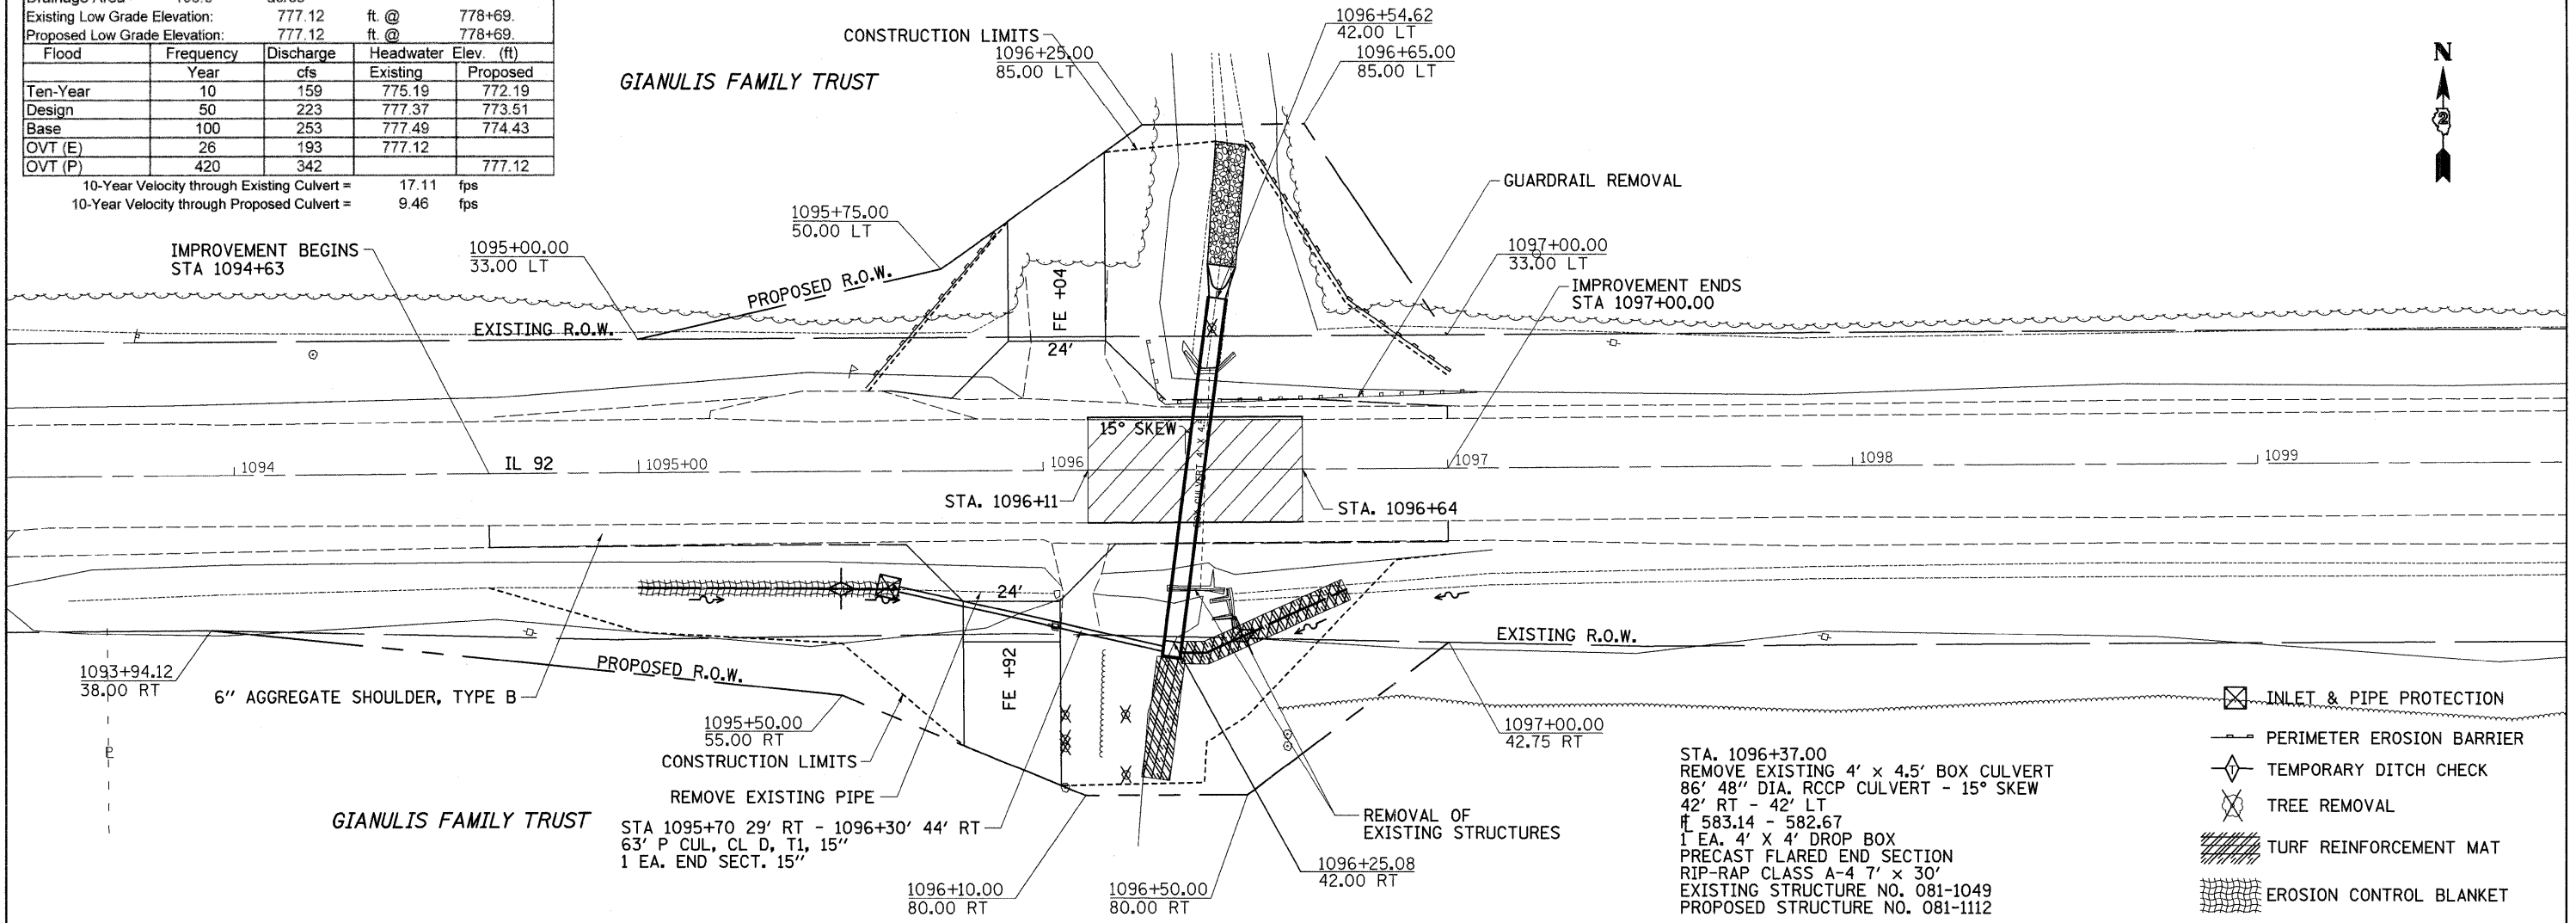 Existing Low Grade Elevation: 777.12 ft. @ 778+69.
Proposed Low Grade Elevation: 777.12 ft. @ 778+69.
Flood Frequency Discharge Headwater Elev. (ft)
Year cfs Existing Proposed
Ten-Year 10 159 775.19 772.19
Design 50 223 777.37 773.51
Base 100 253 777.49 774.43
OVT (E) 26 193 777.12
OVT (P) 420 342 777.12
10-Year Velocity through Existing Culvert = 17.11 fps
10-Year Velocity through Proposed Culvert = 9.46 fps
GIANULIS FAMILY TRUST
CONSTRUCTION LIMITS
1096+25.00
85.00 LT
1096+54.62
42.00 LT
1096+65.00
85.00 LT
N
2
GUARDRAIL REMOVAL
1095+75.00
50.00 LT
IMPROVEMENT BEGINS
STA 1094+63
1095+00.00
33.00 LT
1097+00.00
33.00 LT
IMPROVEMENT ENDS
STA 1097+00.00
PROPOSED R.O.W.
EXISTING R.O.W.
FE +04
24'
15° SKEW
CULVERT 4' X 4.5
1094
IL 92
1095+00
1096
1097
1098
1099
STA. 1096+11
STA. 1096+64
24'
FE +92
EXISTING R.O.W.
PROPOSED R.O.W.
1093+94.12
38.00 RT
6" AGGREGATE SHOULDER, TYPE B
1095+50.00
55.00 RT
CONSTRUCTION LIMITS
REMOVE EXISTING PIPE
GIANULIS FAMILY TRUST
STA 1095+70 29' RT - 1096+30' 44' RT
63' P CUL, CL D, T1, 15"
1 EA. END SECT. 15"
1096+10.00
80.00 RT
1096+50.00
80.00 RT
1096+25.08
42.00 RT
REMOVAL OF
EXISTING STRUCTURES
1097+00.00
42.75 RT
STA. 1096+37.00
REMOVE EXISTING 4' x 4.5' BOX CULVERT
86' 48" DIA. RCCP CULVERT - 15° SKEW
42' RT - 42' LT
583.14 - 582.67
1 EA. 4' X 4' DROP BOX
PRECAST FLARED END SECTION
RIP-RAP CLASS A-4 7' x 30'
EXISTING STRUCTURE NO. 081-1049
PROPOSED STRUCTURE NO. 081-1112
INLET & PIPE PROTECTION
PERIMETER EROSION BARRIER
TEMPORARY DITCH CHECK
TREE REMOVAL
TURF REINFORCEMENT MAT
EROSION CONTROL BLANKET